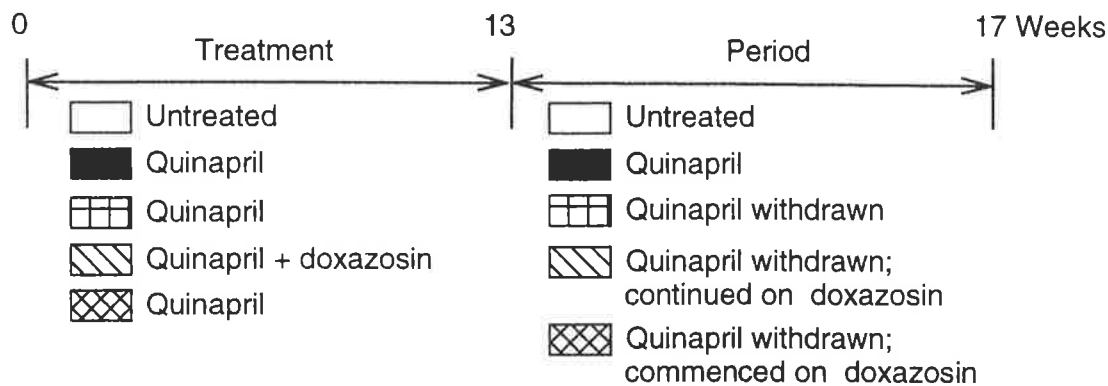 0 13 17 Weeks
Treatment Period
Untreated
Quinapril
Quinapril
Quinapril + doxazosin
Quinapril
Untreated
Quinapril
Quinapril withdrawn
Quinapril withdrawn;
continued on doxazosin
Quinapril withdrawn;
commenced on doxazosin